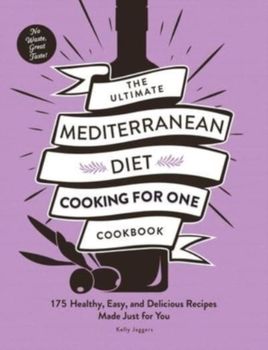 No
Waste,
Great
Taste!
THE
ULTIMATE
MEDITERRANEAN
DIET
COOKING FOR ONE
COOKBOOK
175 Healthy, Easy, and Delicious Recipes
Made Just for You
Kelly Jaggers